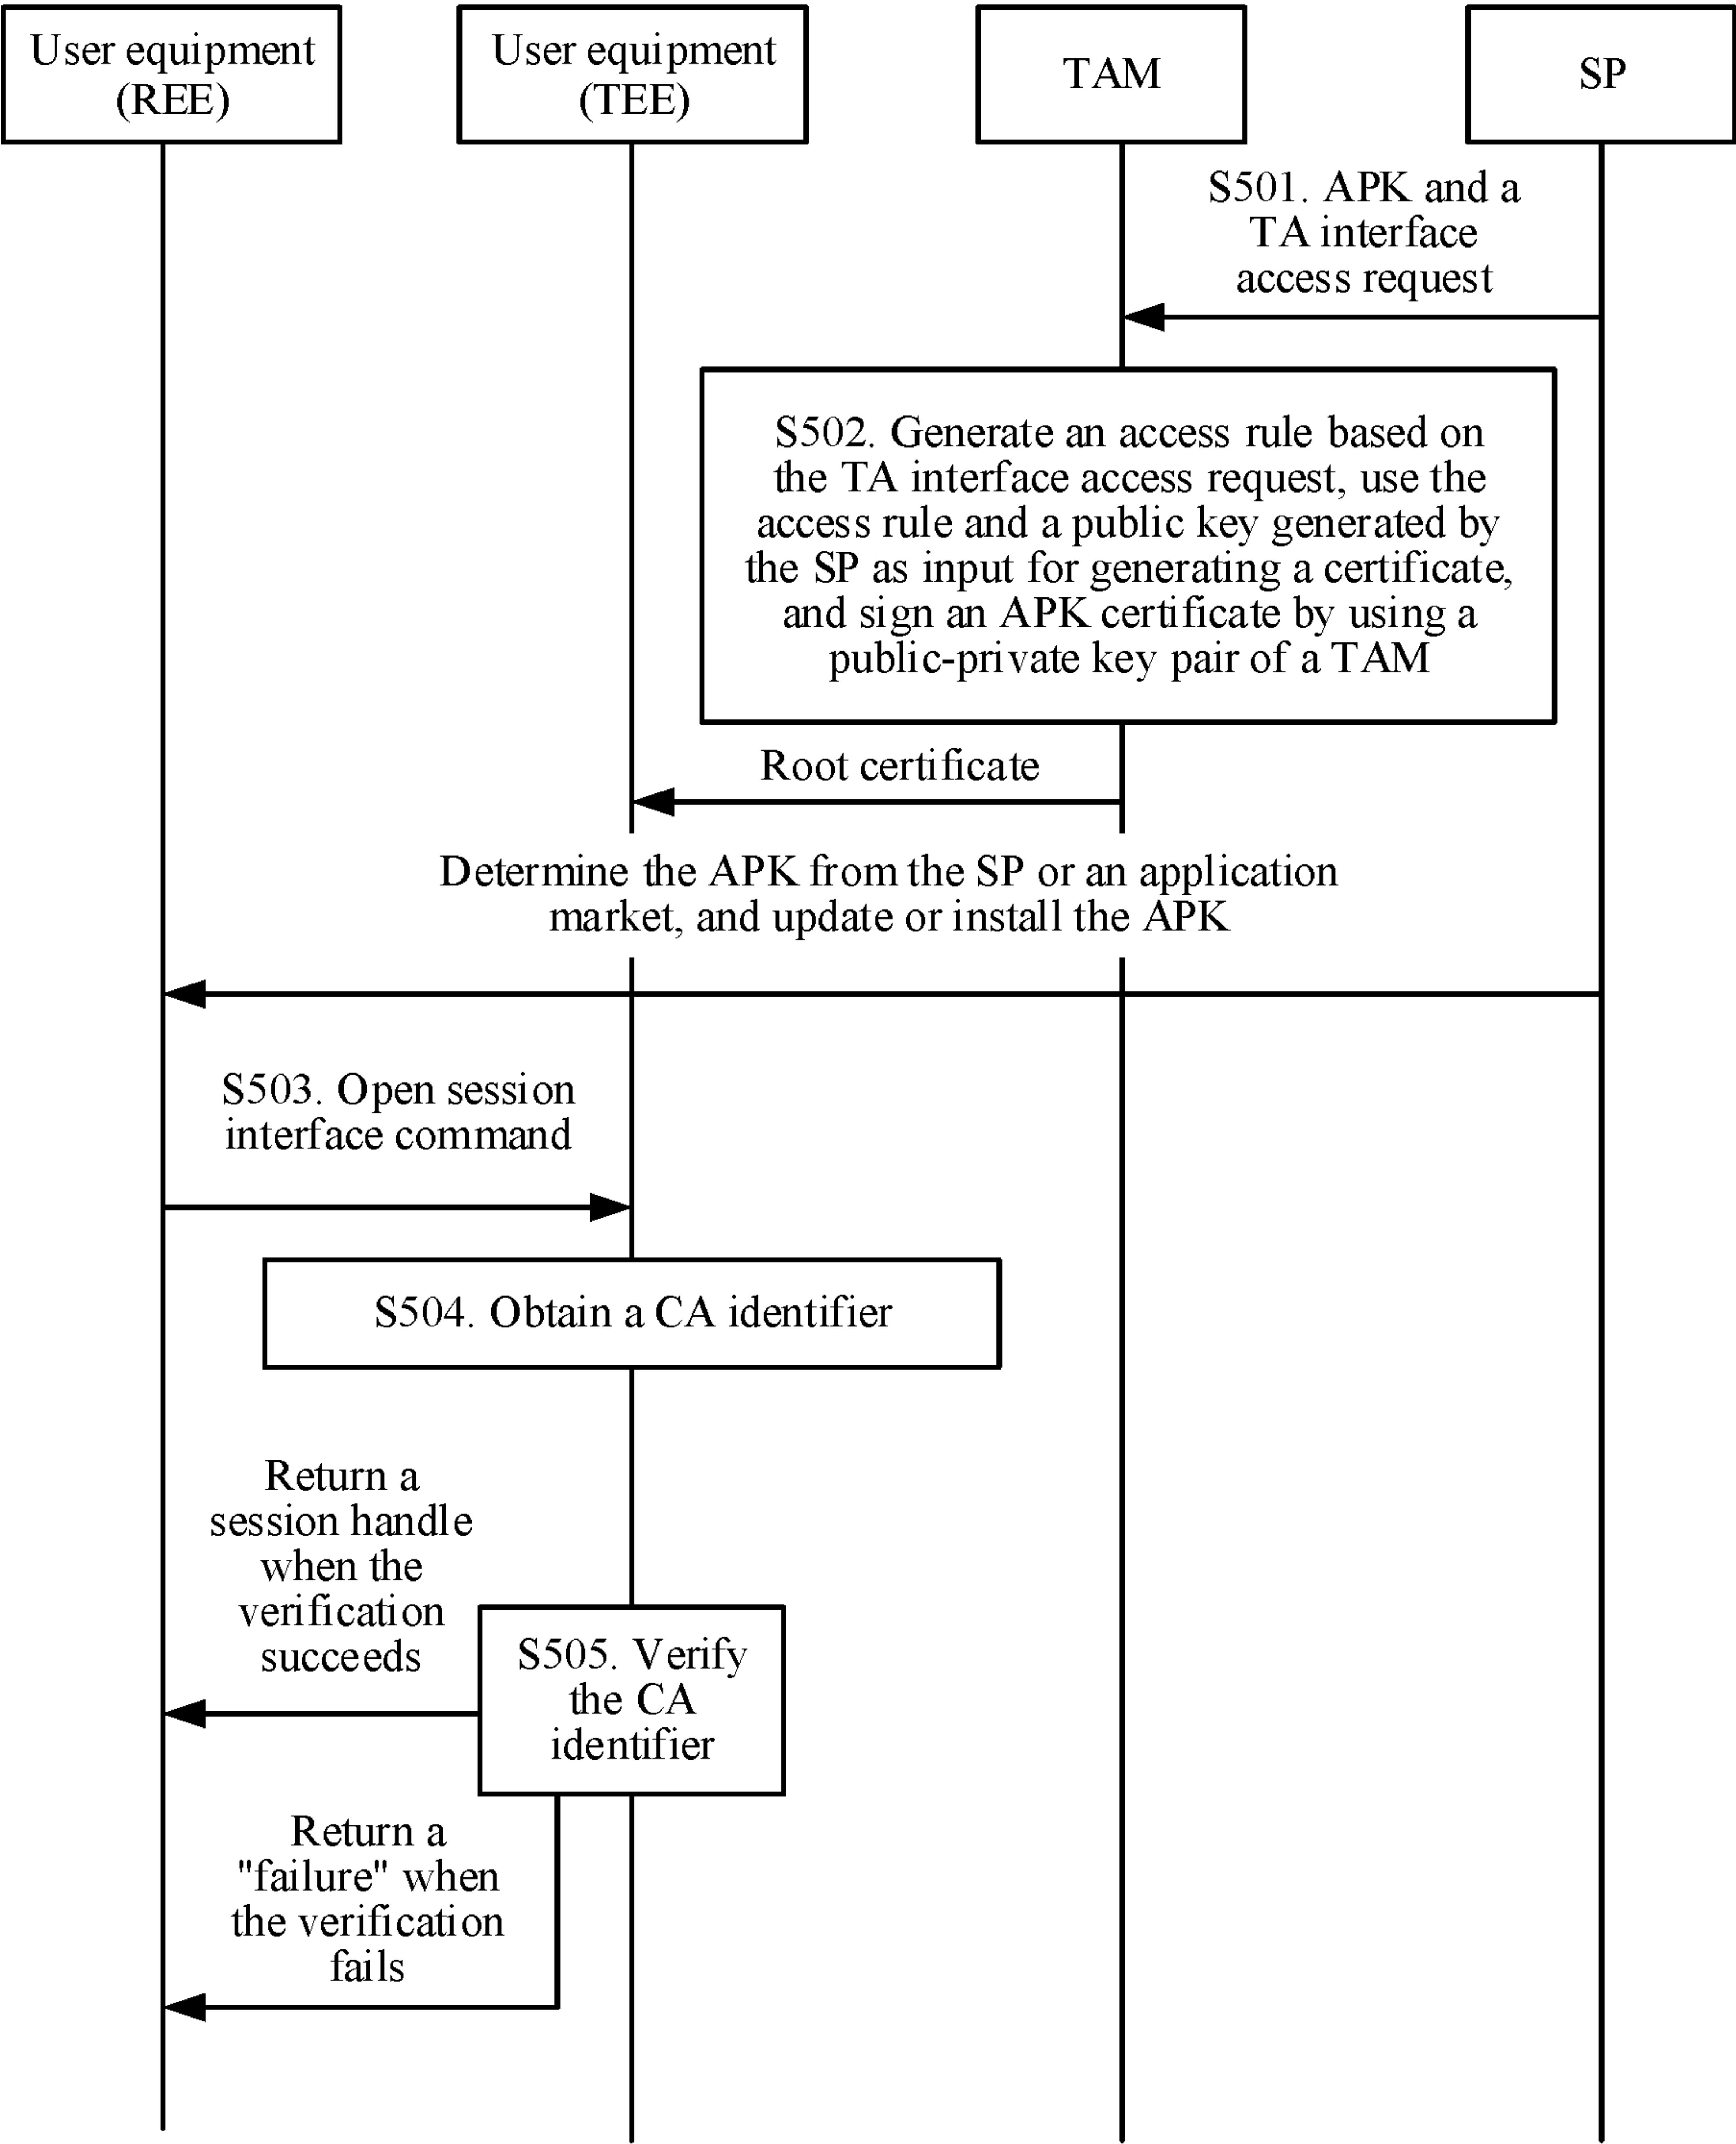 User equipment
(REE)
User equipment
(TEE)
TAM
SP
S501. APK and a
TA interface
access request
S502. Generate an access rule based on
the TA interface access request, use the
access rule and a public key generated by
the SP as input for generating a certificate,
and sign an APK certificate by using a
public-private key pair of a TAM
Root certificate
Determine the APK from the SP or an application
market, and update or install the APK
S503. Open session
interface command
S504. Obtain a CA identifier
Return a
session handle
when the
verification
succeeds
S505. Verify
the CA
identifier
Return a
"failure" when
the verification
fails